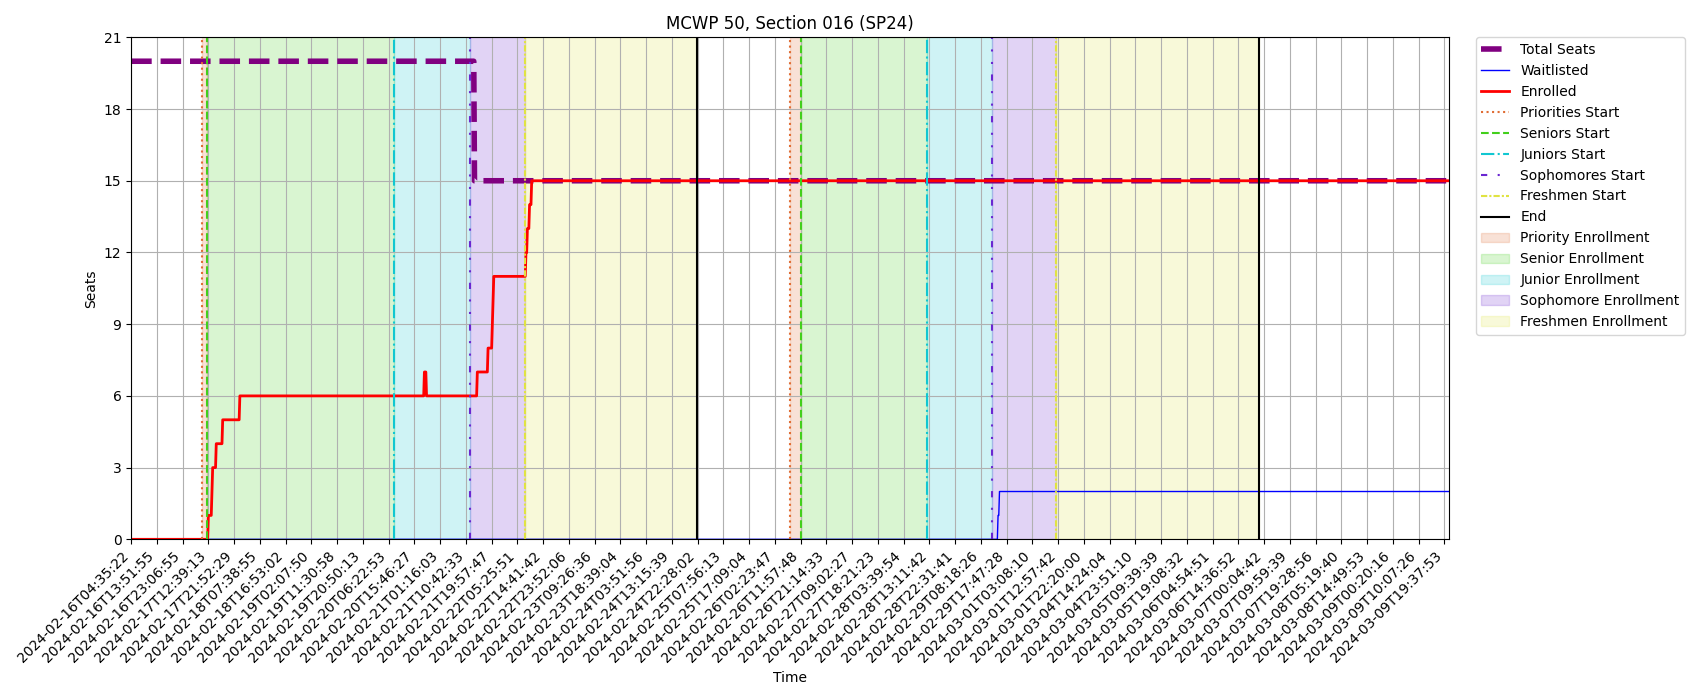 MCWP 50, Section 016 (SP24)
21
18
15
12
9
6
3
0
Seats
2024-02-16T04:35:22
2024-02-16T13:51:55
2024-02-16T23:06:55
2024-02-17T12:39:13
2024-02-17T21:52:29
2024-02-18T07:38:55
2024-02-18T16:53:02
2024-02-19T02:07:50
2024-02-19T11:30:58
2024-02-19T20:50:13
2024-02-20T06:22:53
2024-02-20T15:46:27
2024-02-21T01:16:03
2024-02-21T10:42:33
2024-02-21T19:57:47
2024-02-22T05:25:51
2024-02-22T14:41:42
2024-02-22T23:52:06
2024-02-23T09:26:36
2024-02-23T18:39:04
2024-02-24T03:51:56
2024-02-24T13:15:39
2024-02-24T22:28:02
2024-02-25T07:56:13
2024-02-25T17:09:04
2024-02-26T02:23:47
2024-02-26T11:57:48
2024-02-26T21:14:33
2024-02-27T09:02:27
2024-02-27T18:21:23
2024-02-28T03:39:54
2024-02-28T13:11:42
2024-02-28T22:31:41
2024-02-29T08:18:26
2024-02-29T17:47:28
2024-03-01T03:08:10
2024-03-01T12:57:42
2024-03-01T22:20:00
2024-03-04T14:24:04
2024-03-04T23:51:10
2024-03-05T09:39:39
2024-03-05T19:08:32
2024-03-06T04:54:51
2024-03-06T14:36:52
2024-03-07T00:04:42
2024-03-07T09:59:39
2024-03-07T19:28:56
2024-03-08T05:19:40
2024-03-08T14:49:53
2024-03-09T00:20:16
2024-03-09T10:07:26
2024-03-09T19:37:53
Time
Total Seats
Waitlisted
Enrolled
Priorities Start
Seniors Start
Juniors Start
Sophomores Start
Freshmen Start
End
Priority Enrollment
Senior Enrollment
Junior Enrollment
Sophomore Enrollment
Freshmen Enrollment